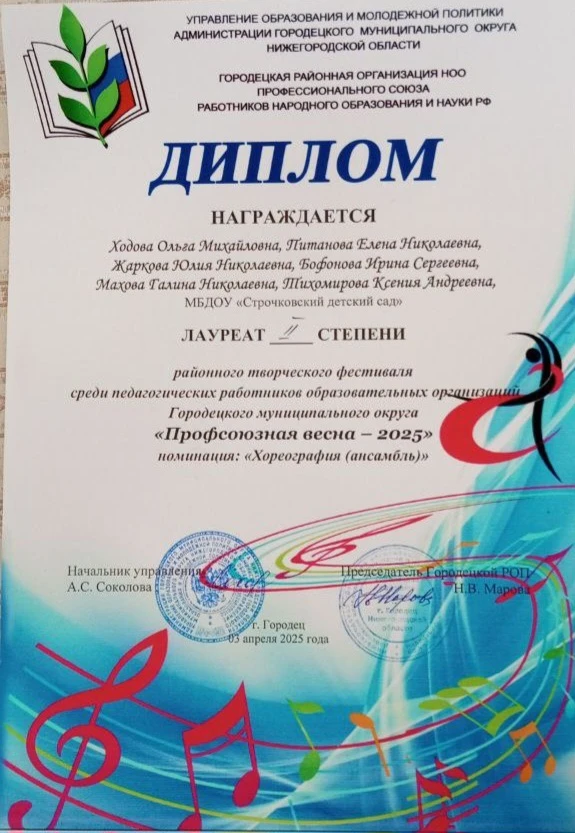 УПРАВЛЕНИЕ ОБРАЗОВАНИЯ И МОЛОДЕЖНОЙ ПОЛИТИКИ
АДМИНИСТРАЦИИ ГОРОДЕЦКОГО МУНИЦИПАЛЬНОГО ОКРУГА
НИЖЕГОРОДСКОЙ ОБЛАСТИ
ГОРОДЕЦКАЯ РАЙОННАЯ ОРГАНИЗАЦИЯ НОО
ПРОФЕССИОНАЛЬНОГО СОЮЗА
РАБОТНИКОВ НАРОДНОГО ОБРАЗОВАНИЯ И НАУКИ РФ
ДИПЛОМ
НАГРАЖДАЕТСЯ
Ходова Ольга Михайловна, Питанова Елена Николаевна,
Жаркова Юлия Николаевна, Бофонова Ирина Сергеевна,
Махова Галина Николаевна, Тихомирова Ксения Андреевна,
МБДОУ «Строчковский детский сад»
ЛАУРЕАТ II СТЕПЕНИ
районного творческого фестиваля
среди педагогических работников образовательных организаций
Городецкого муниципального округа
«Профсоюзная весна – 2025»
номинация: «Хореография (ансамбль)»
Начальник управления
А.С. Соколова
Председатель Городецкой РОП
Н.В. Марова
г. Городец
03 апреля 2025 года
г. Городец
Нижегородской
области